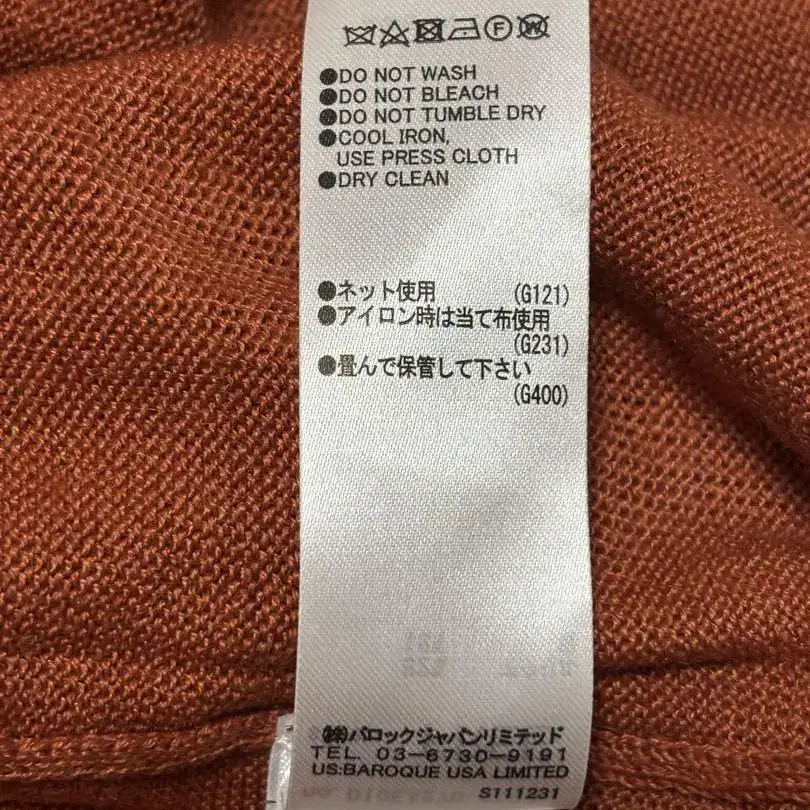 ●DO NOT WASH
●DO NOT BLEACH
●DO NOT TUMBLE DRY
●COOL IRON,
USE PRESS CLOTH
●DRY CLEAN
●ネット使用 (G121)
●アイロン時は当て布使用
(G231)
●畳んで保管して下さい
(G400)
㈱バロックジャパンリミテッド
TEL. 03-6730-9191
US:BAROQUE USA LIMITED
S111231